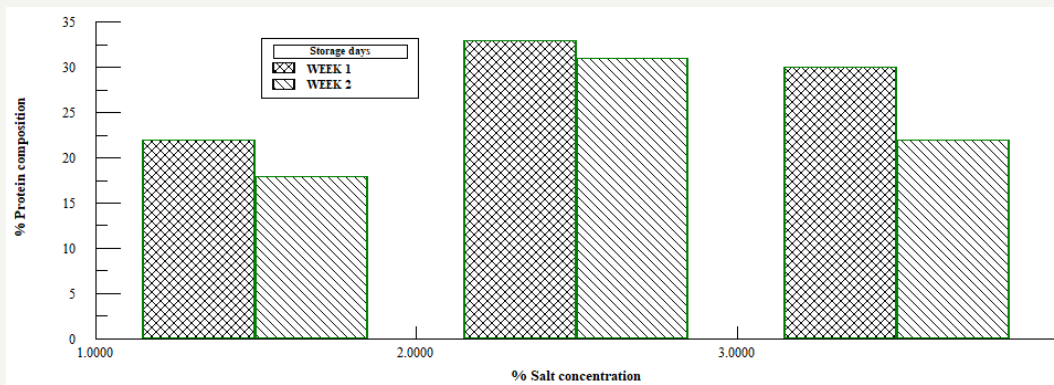 35
30
25
20
15
10
5
0
% Protein composition
Storage days
WEEK 1
WEEK 2
1.0000 2.0000 3.0000
% Salt concentration